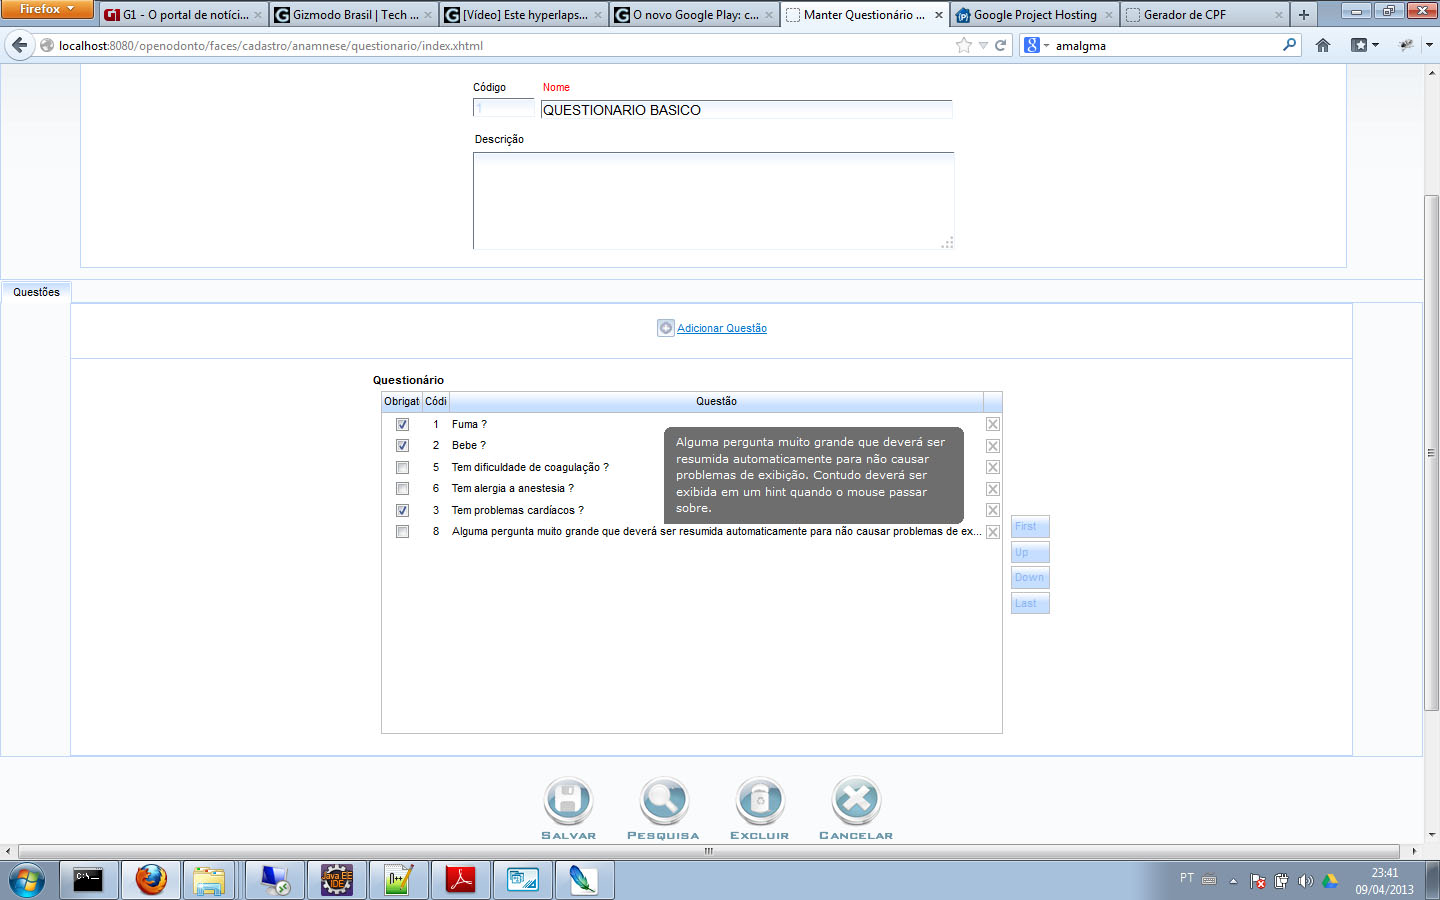 Firefox
G1 - O portal de notíci...
Gizmodo Brasil | Tech ...
[Vídeo] Este hyperlaps...
O novo Google Play: c...
Manter Questionário ...
Google Project Hosting
Gerador de CPF
localhost:8080/openodonto/faces/cadastro/anamnese/questionario/index.xhtml
amalgma
Código Nome
1 QUESTIONARIO BASICO
Descrição
Questões
Adicionar Questão
Questionário
Obrigat Códi Questão
1 Fuma ?
2 Bebe ?
5 Tem dificuldade de coagulação ?
6 Tem alergia a anestesia ?
3 Tem problemas cardíacos ?
8 Alguma pergunta muito grande que deverá ser resumida automaticamente para não causar problemas de ex...
Alguma pergunta muito grande que deverá ser
resumida automaticamente para não causar
problemas de exibição. Contudo deverá ser
exibida em um hint quando o mouse passar
sobre.
First
Up
Down
Last
SALVAR PESQUISA EXCLUIR CANCELAR
C:\_
Java EE
IDE
PT
23:41
09/04/2013